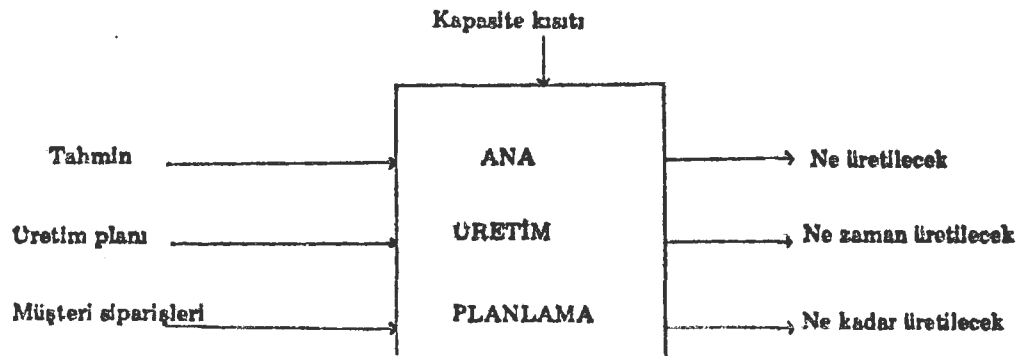 Kapasite kısıtı
Tahmin
ANA
Ne üretilecek
Üretim planı
ÜRETİM
Ne zaman üretilecek
Müşteri siparişleri
PLANLAMA
Ne kadar üretilecek